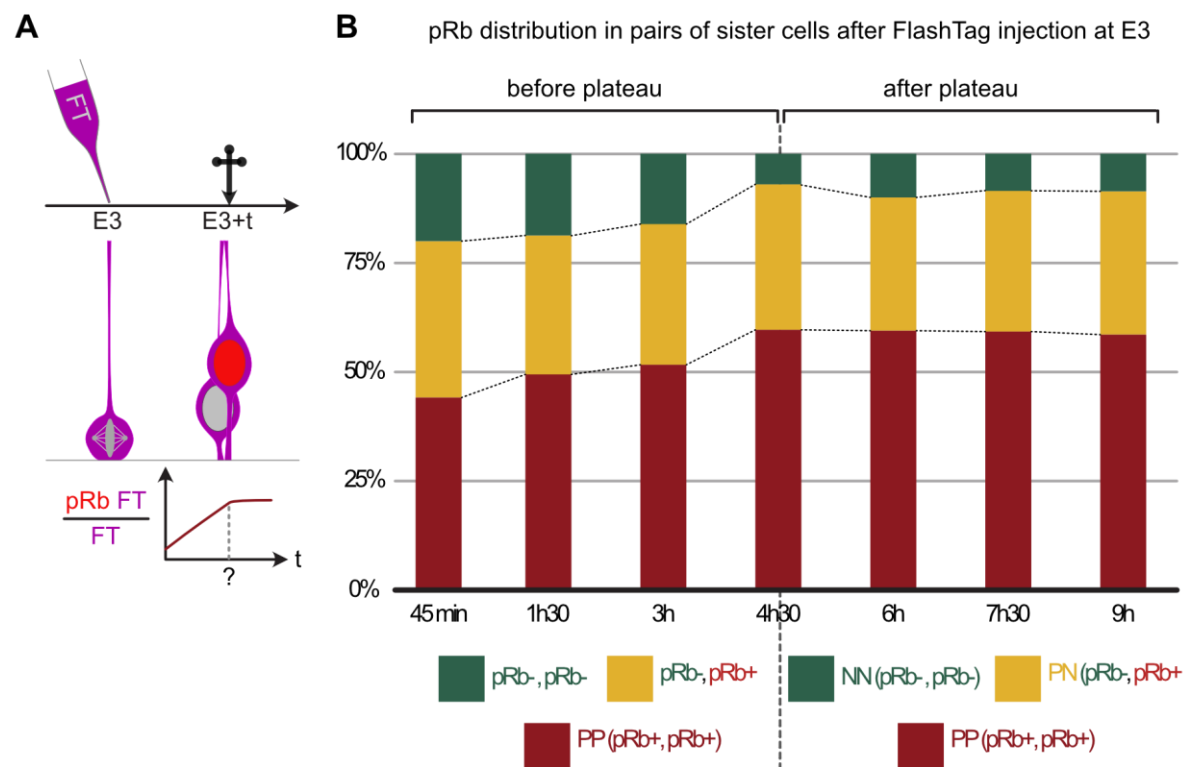 A
B
pRb distribution in pairs of sister cells after FlashTag injection at E3
before plateau
after plateau
FT
E3
E3+t
pRb FT
FT
t
?
100%
75%
50%
25%
0%
45 min
1h30
3h
4h30
6h
7h30
9h
pRb-, pRb-
pRb-, pRb+
NN (pRb-, pRb-)
PN (pRb-, pRb+
PP (pRb+, pRb+)
PP (pRb+, pRb+)